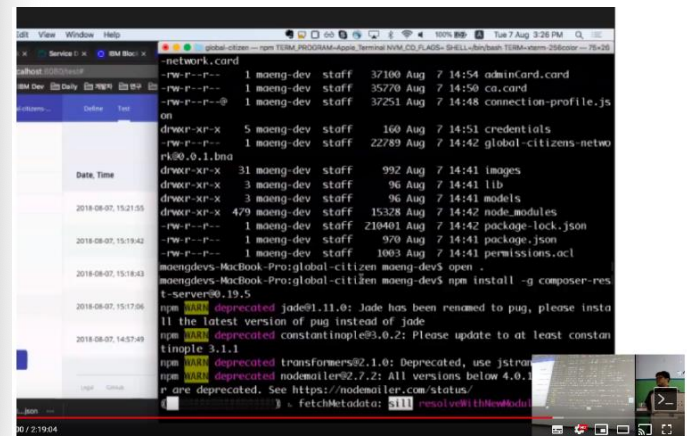 Edit View Window Help
100% Tue 7 Aug 3:26 PM
global-citizen — npm TERM_PROGRAM=Apple_Terminal NVM_CD_FLAGS= SHELL=/bin/bash TERM=xterm-256color — 75×26
Service
IBM Bloc
localhost:6080/test#
IBM Dev Daily
Define Test
Date, Time
2018-08-07, 15:21:55
2018-08-07, 15:19:42
2018-08-07, 15:18:43
2018-08-07, 15:17:06
2018-08-07, 14:57:49
Legal GitHub
-network.card
-rw-r--r-- 1 maeng-dev staff 37100 Aug 7 14:54 adminCard.card
-rw-r--r-- 1 maeng-dev staff 35770 Aug 7 14:50 ca.card
-rw-r--r--@ 1 maeng-dev staff 37251 Aug 7 14:48 connection-profile.js
on
drwxr-xr-x 5 maeng-dev staff 160 Aug 7 14:51 credentials
-rw-r--r-- 1 maeng-dev staff 22789 Aug 7 14:42 global-citizens-netwo
rk@0.0.1.bna
drwxr-xr-x 31 maeng-dev staff 992 Aug 7 14:41 images
drwxr-xr-x 3 maeng-dev staff 96 Aug 7 14:41 lib
drwxr-xr-x 3 maeng-dev staff 96 Aug 7 14:41 models
drwxr-xr-x 479 maeng-dev staff 15328 Aug 7 14:42 node_modules
-rw-r--r-- 1 maeng-dev staff 210401 Aug 7 14:42 package-lock.json
-rw-r--r-- 1 maeng-dev staff 970 Aug 7 14:41 package.json
-rw-r--r-- 1 maeng-dev staff 1003 Aug 7 14:41 permissions.acl
maengdevs-MacBook-Pro:global-citizen maeng-dev$ open .
maengdevs-MacBook-Pro:global-citizen maeng-dev$ npm install -g composer-res
t-server@0.19.5
npm WARN deprecated jade@1.11.0: Jade has been renamed to pug, please insta
ll the latest version of pug instead of jade
npm WARN deprecated constantinople@3.0.2: Please update to at least constan
tinople 3.1.1
npm WARN deprecated transformers@2.1.0: Deprecated, use jstran
npm WARN deprecated nodemailer@2.7.2: All versions below 4.0.1
r are deprecated. See https://nodemailer.com/status/
fetchMetadata: sill resolveWithNewModul
...json
00 / 2:19:04